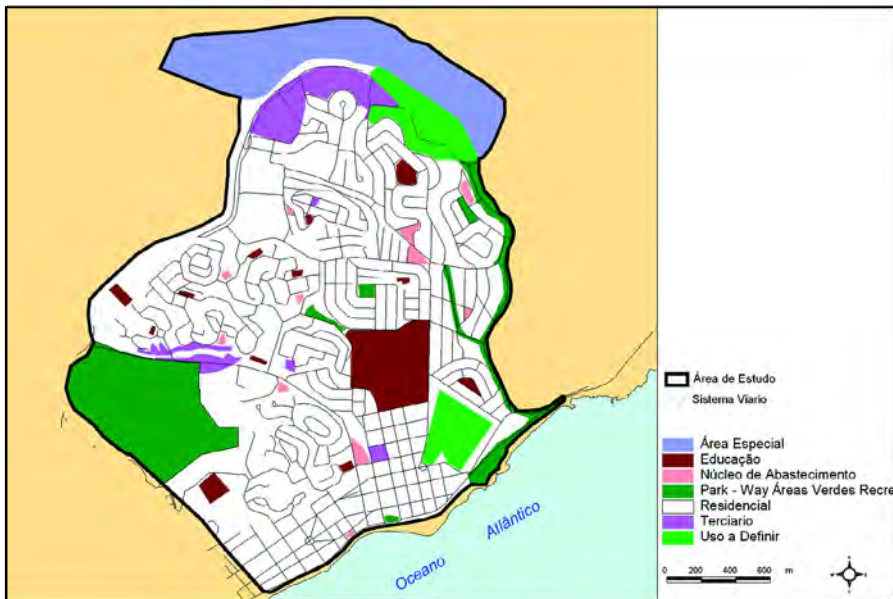 Área de Estudo
Sistema Viario
Área Especial
Educação
Núcleo de Abastecimento
Park - Way Áreas Verdes Recre
Residencial
Terciario
Uso a Definir
0 200 400 600 m
Oceano Atlântico